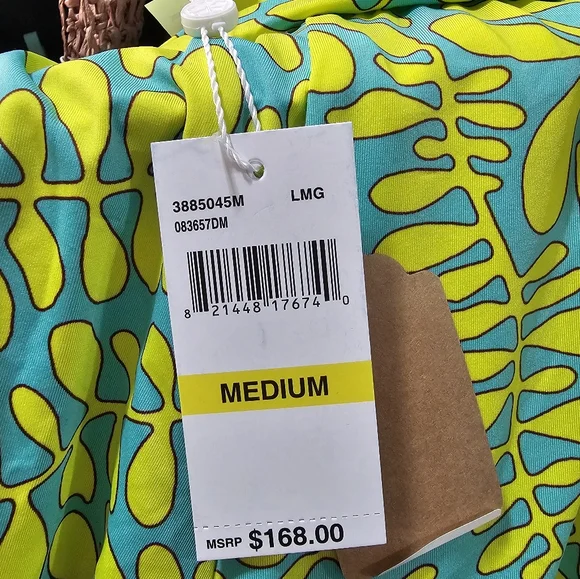 3885045M LMG
083657DM
8 21448 17674 0
MEDIUM
MSRP $168.00